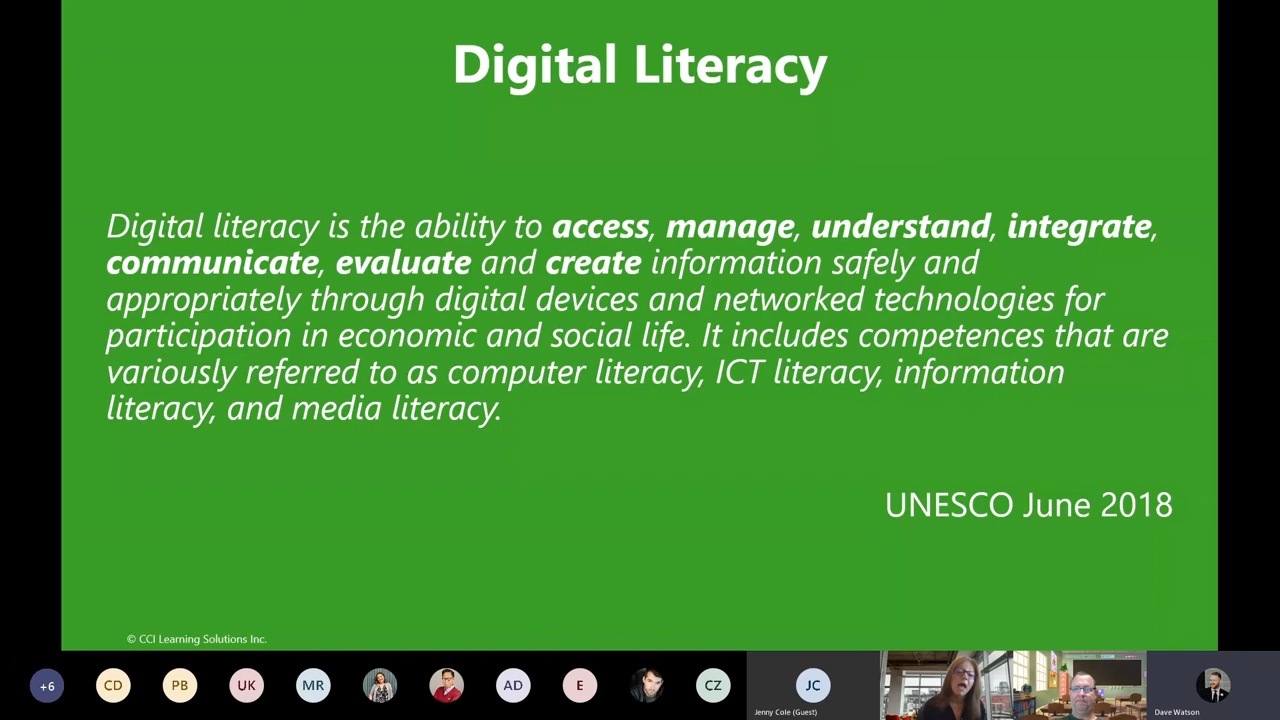 Digital Literacy
Digital literacy is the ability to access, manage, understand, integrate,
communicate, evaluate and create information safely and
appropriately through digital devices and networked technologies for
participation in economic and social life. It includes competences that are
variously referred to as computer literacy, ICT literacy, information
literacy, and media literacy.
UNESCO June 2018
© CCI Learning Solutions Inc.
+6
CD
PB
UK
MR
AD
E
CZ
JC
Jenny Cole (Guest)
Dave Watson